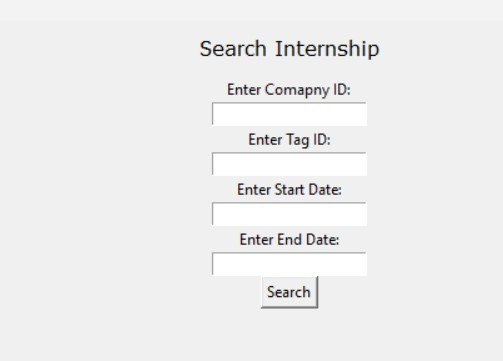 Search Internship
Enter Comapny ID:
Enter Tag ID:
Enter Start Date:
Enter End Date:
Search